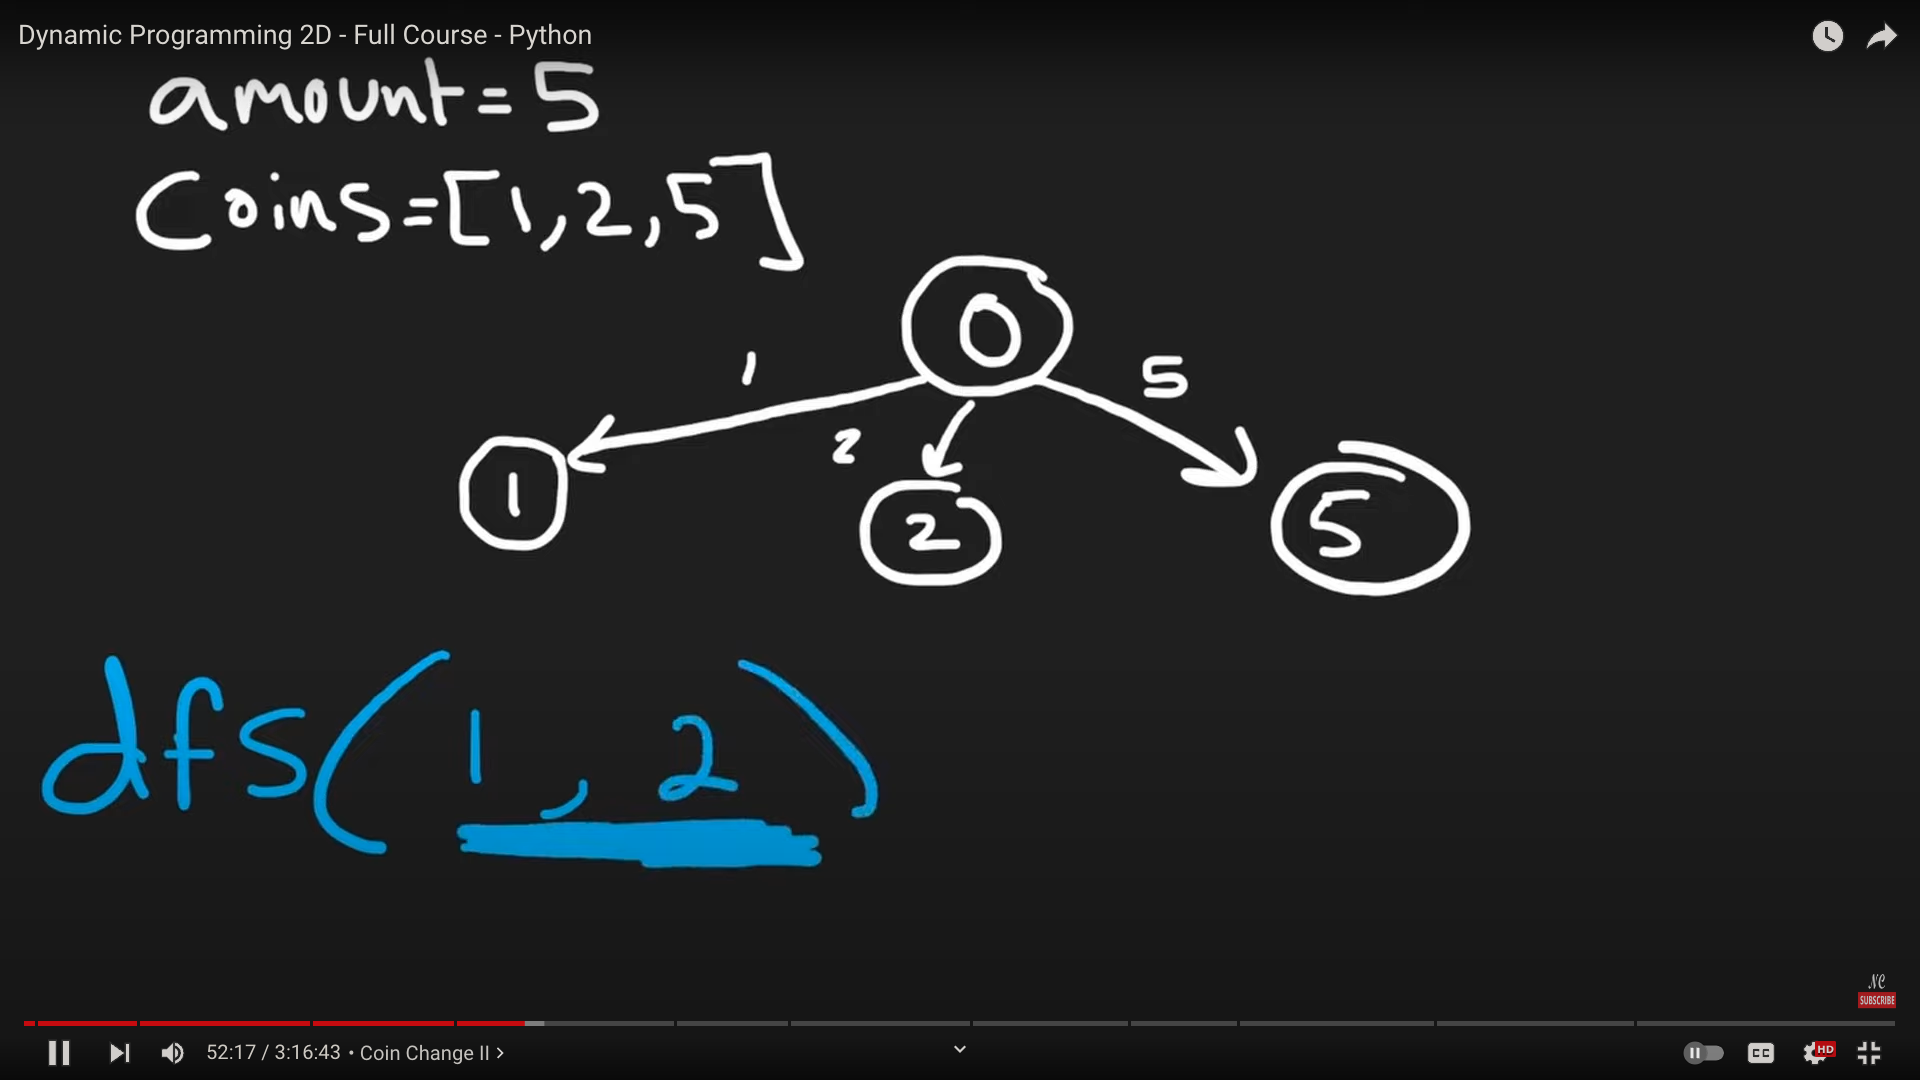 Dynamic Programming 2D - Full Course - Python
amount=5
Coins=[1,2,5]
0
1
5
2
1
2
5
dfs(1,2)
NC
SUBSCRIBE
52:17 / 3:16:43 • Coin Change II >
CC
HD